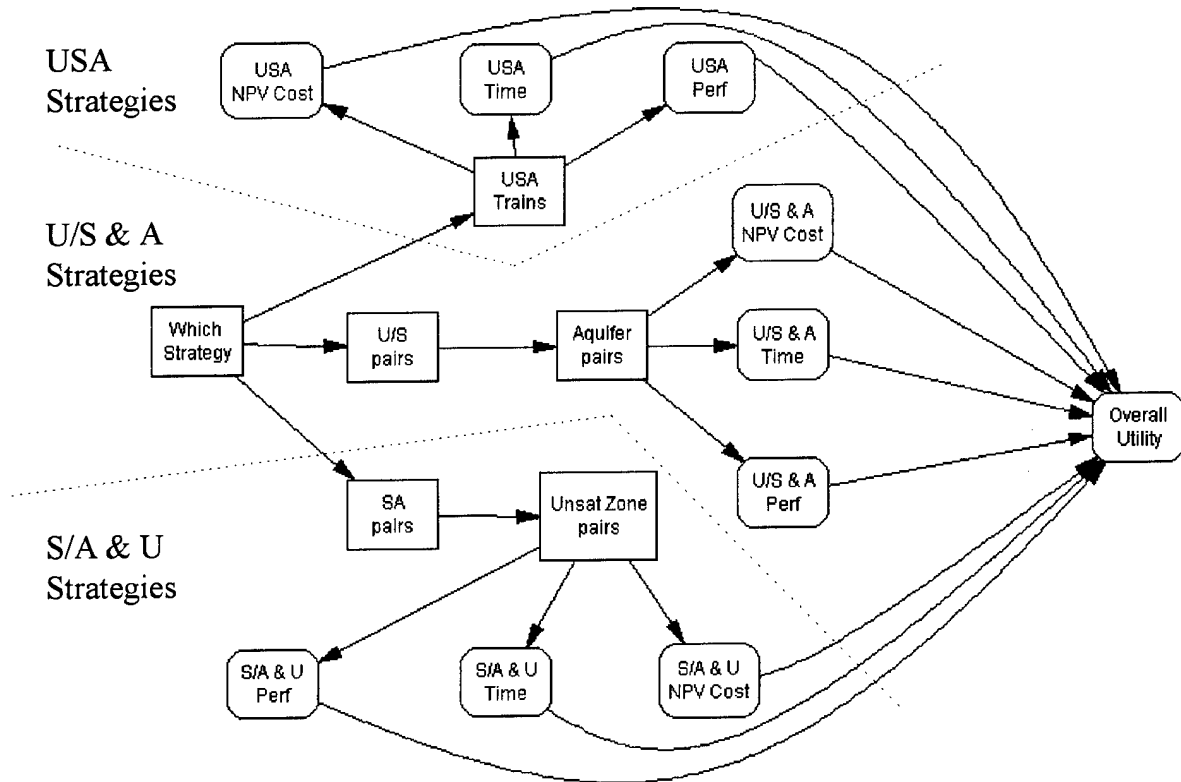 USA
Strategies
USA
NPV Cost
USA
Time
USA
Perf
USA
Trains
U/S & A
Strategies
U/S & A
NPV Cost
Which
Strategy
U/S
pairs
Aquifer
pairs
U/S & A
Time
Overall
Utility
U/S & A
Perf
SA
pairs
Unsat Zone
pairs
S/A & U
Strategies
S/A & U
Perf
S/A & U
Time
S/A & U
NPV Cost